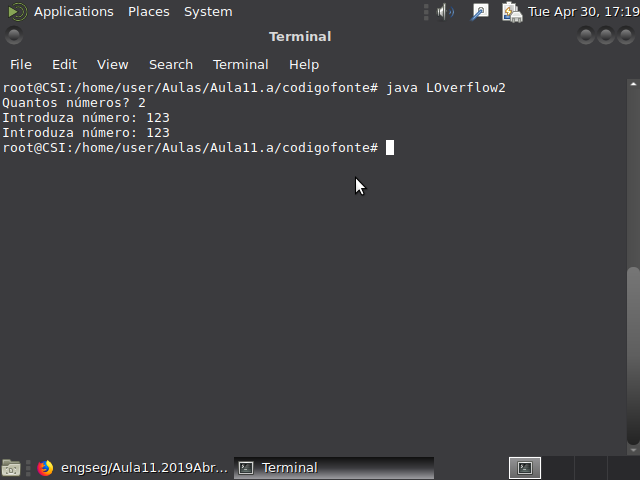 Applications Places System Tue Apr 30, 17:19
Terminal
File Edit View Search Terminal Help
root@CSI:/home/user/Aulas/Aula11.a/codigofonte# java LOverflow2
Quantos números? 2
Introduza número: 123
Introduza número: 123
root@CSI:/home/user/Aulas/Aula11.a/codigofonte#
engseg/Aula11.2019Abr... Terminal